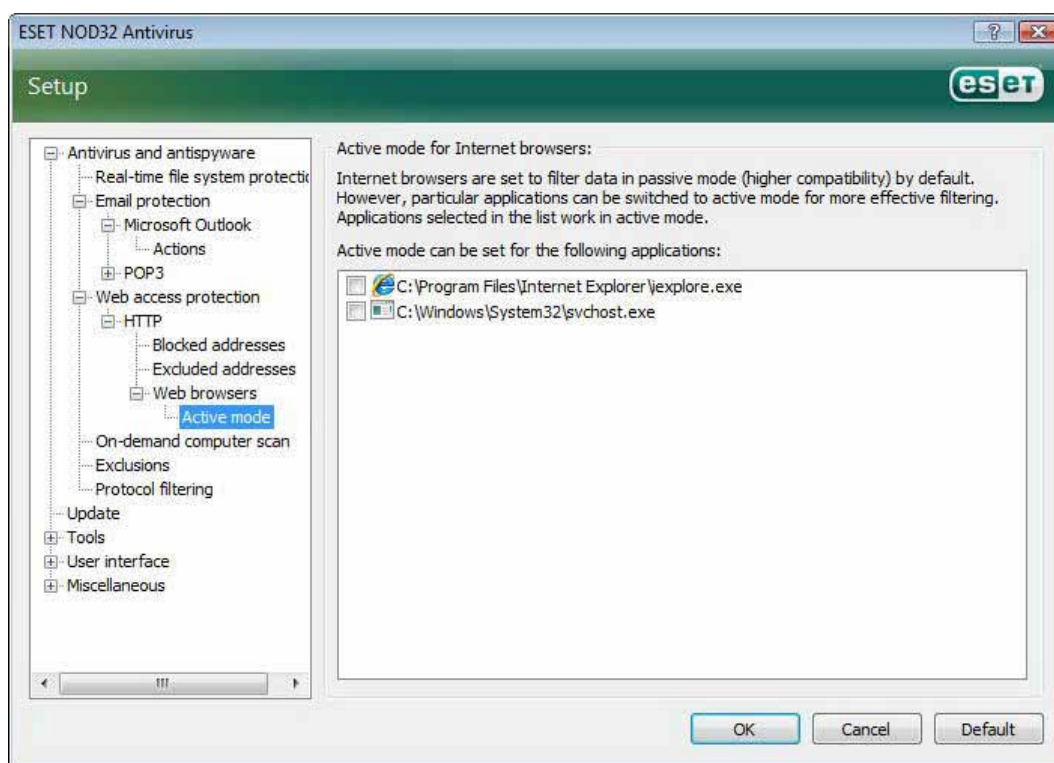 ESET NOD32 Antivirus
Setup
eset
Antivirus and antispyware
Real-time file system protectic
Email protection
Microsoft Outlook
Actions
POP3
Web access protection
HTTP
Blocked addresses
Excluded addresses
Web browsers
Active mode
On-demand computer scan
Exclusions
Protocol filtering
Update
Tools
User interface
Miscellaneous
Active mode for Internet browsers:
Internet browsers are set to filter data in passive mode (higher compatibility) by default.
However, particular applications can be switched to active mode for more effective filtering.
Applications selected in the list work in active mode.
Active mode can be set for the following applications:
C:\Program Files\Internet Explorer\iexplore.exe
C:\Windows\System32\svchost.exe
OK
Cancel
Default